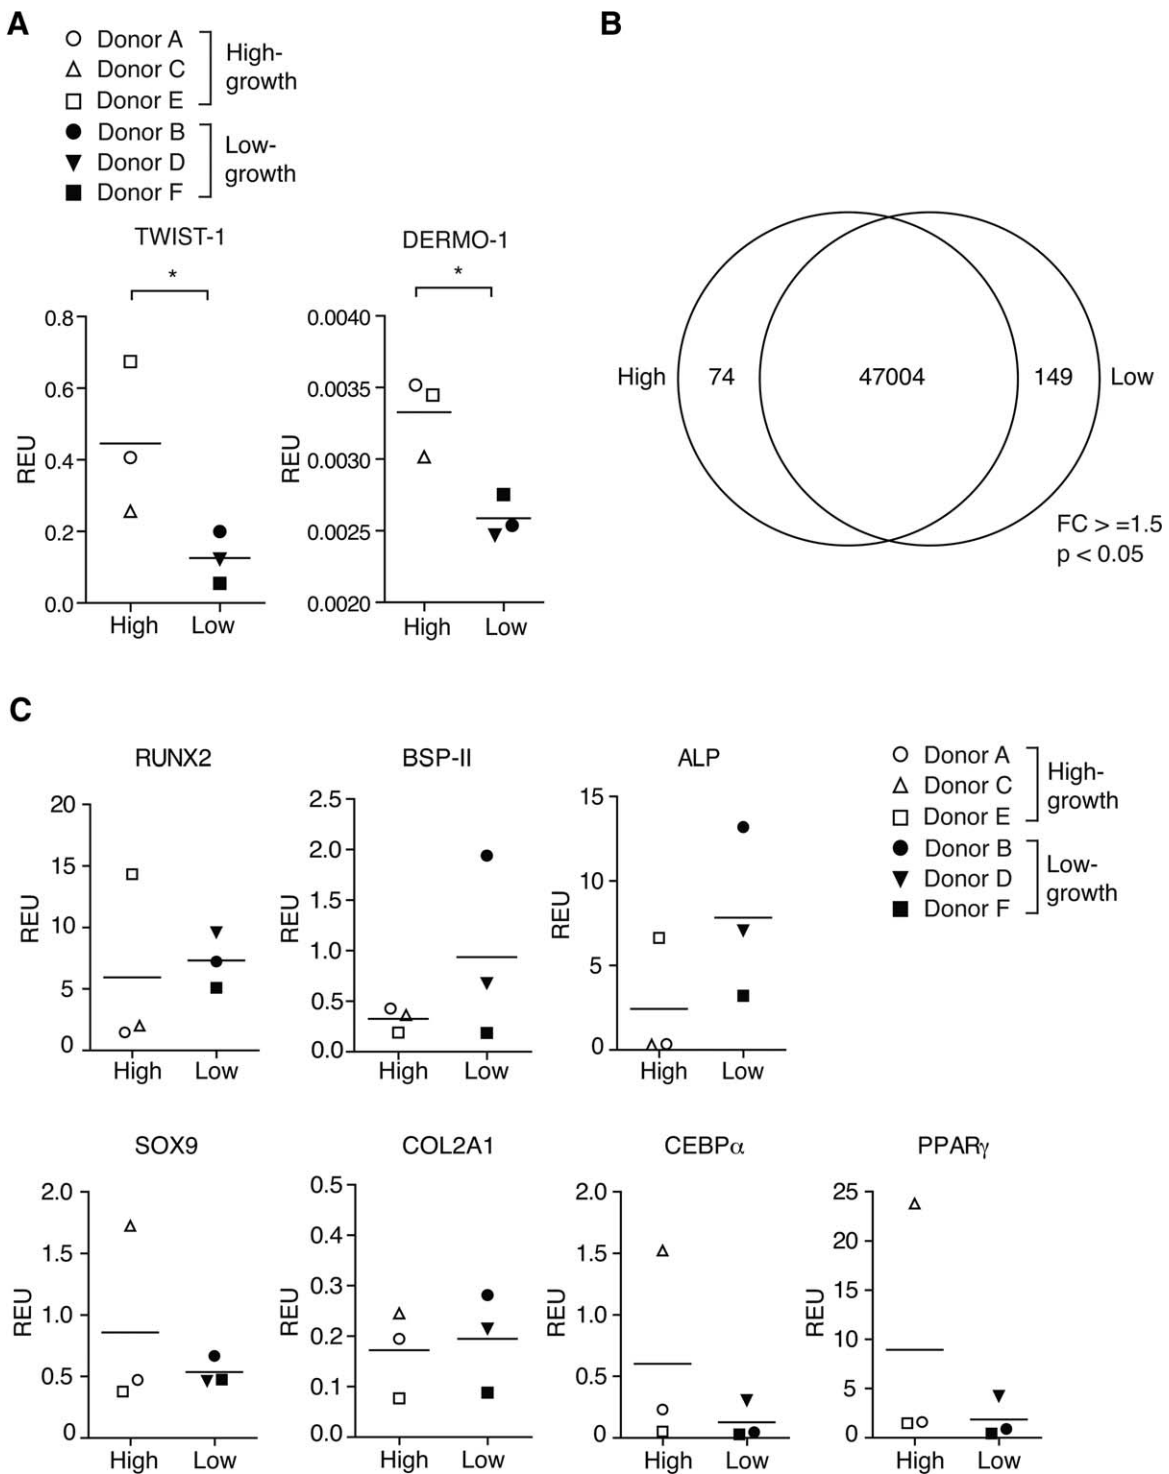 A
Donor A
Donor C
Donor E
High-
growth
Donor B
Donor D
Donor F
Low-
growth
TWIST-1
*
0.8
0.6
0.4
0.2
0.0
REU
High
Low
DERMO-1
*
0.0040
0.0035
0.0030
0.0025
0.0020
REU
High
Low
B
High
74
47004
149
Low
FC > =1.5
p < 0.05
C
RUNX2
20
15
10
5
0
REU
High
Low
BSP-II
2.5
2.0
1.5
1.0
0.5
0.0
REU
High
Low
ALP
15
10
5
0
REU
High
Low
Donor A
Donor C
Donor E
High-
growth
Donor B
Donor D
Donor F
Low-
growth
SOX9
2.0
1.5
1.0
0.5
0
REU
High
Low
COL2A1
0.5
0.4
0.3
0.2
0.1
0.0
REU
High
Low
CEBPα
2.0
1.5
1.0
0.5
0
REU
High
Low
PPARγ
25
20
15
10
5
0
REU
High
Low